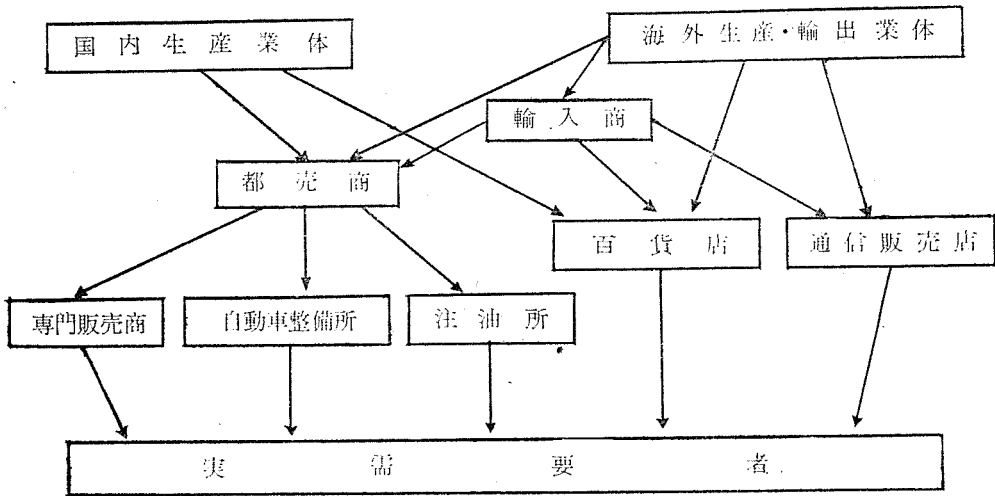 国内生産業体
海外生産・輸出業体
輸入商
都売商
百貨店
通信販売店
専門販売商
自動車整備所
注油所
実需要者